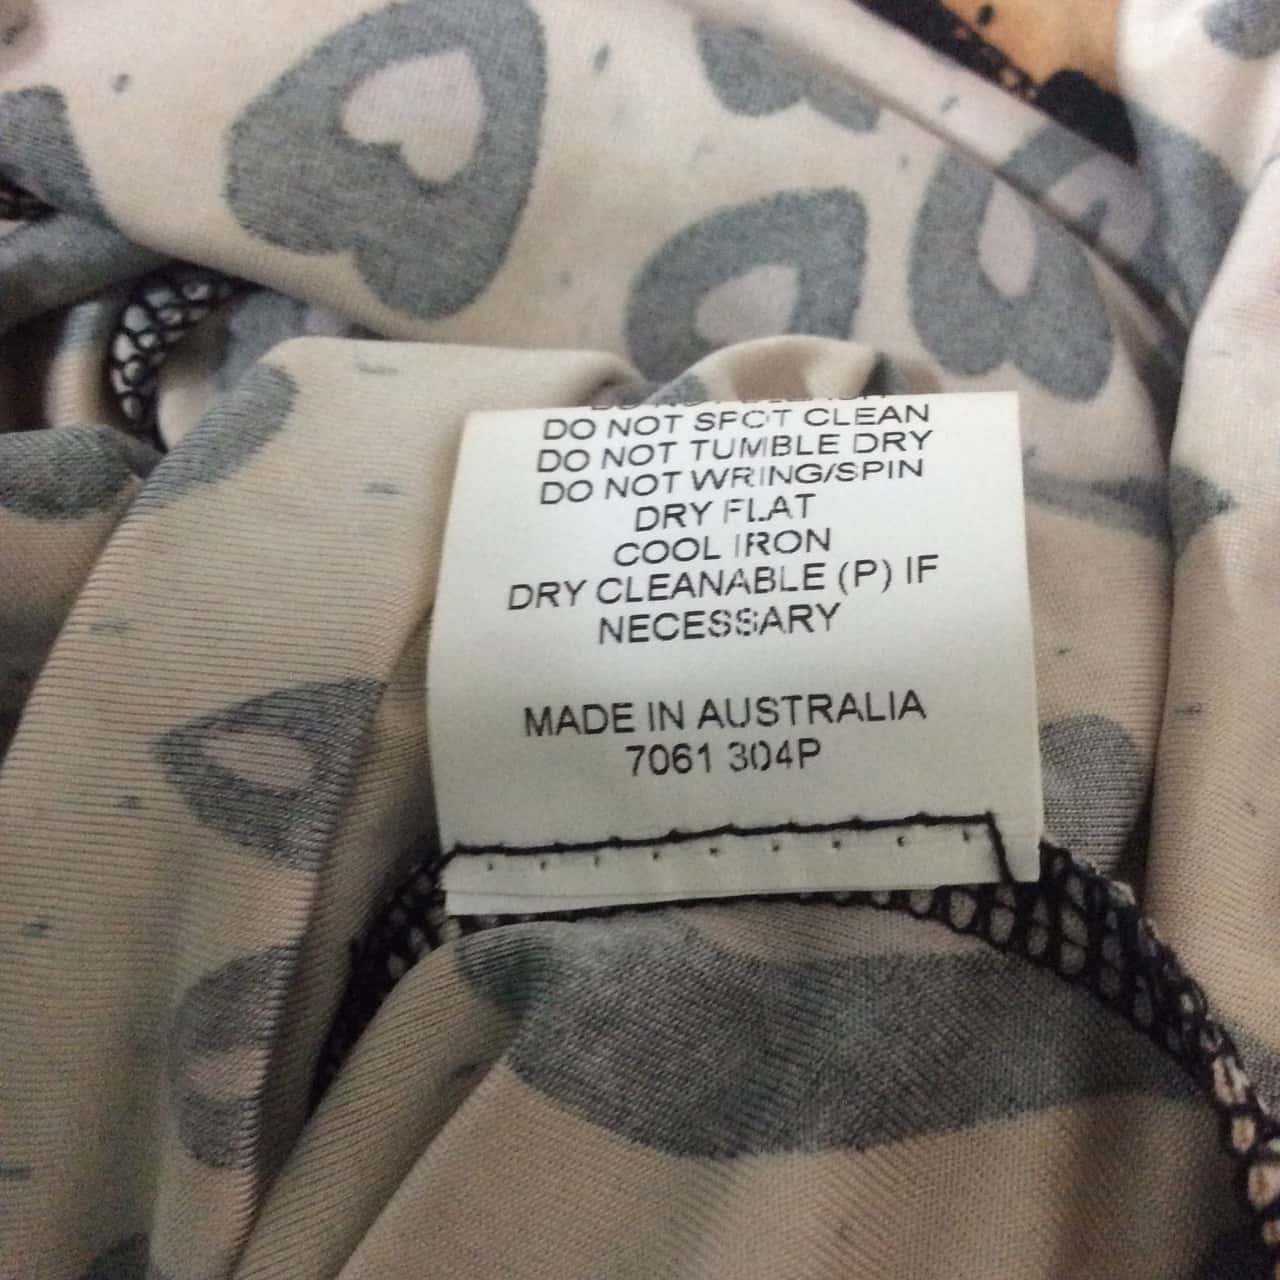 DO NOT SPOT CLEAN
DO NOT TUMBLE DRY
DO NOT WRING/SPIN
DRY FLAT
COOL IRON
DRY CLEANABLE (P) IF
NECESSARY
MADE IN AUSTRALIA
7061 304P